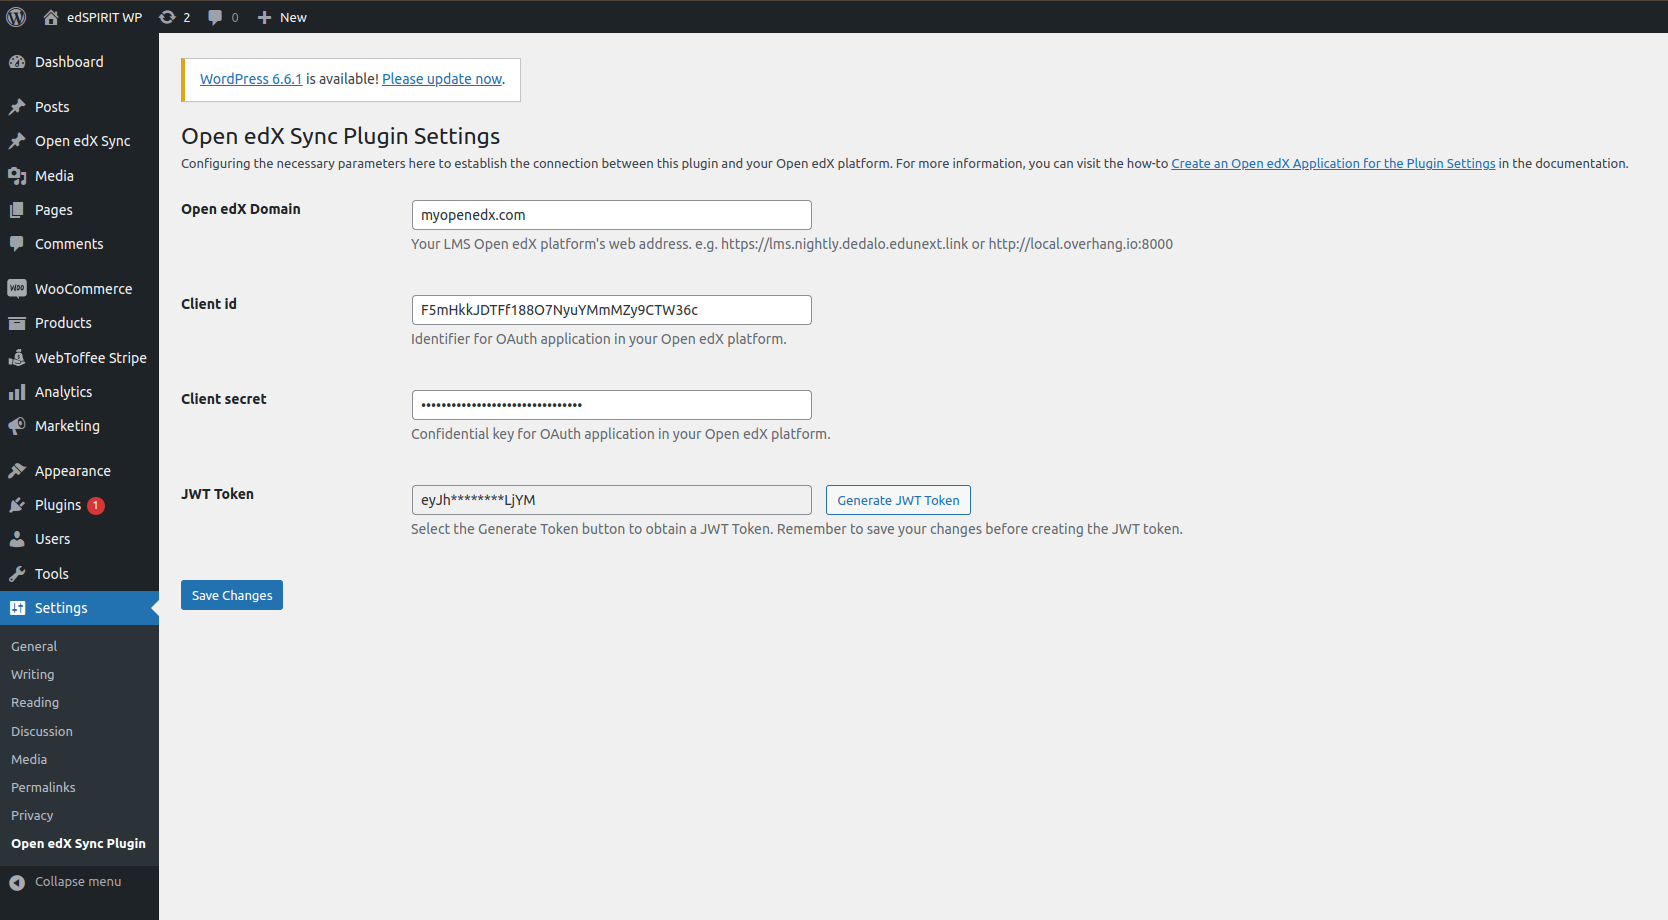 edSPIRIT WP 2 0 New
Dashboard
Posts
Open edX Sync
Media
Pages
Comments
WooCommerce
Products
WebToffee Stripe
Analytics
Marketing
Appearance
Plugins 1
Users
Tools
Settings
General
Writing
Reading
Discussion
Media
Permalinks
Privacy
Open edX Sync Plugin
Collapse menu
WordPress 6.6.1 is available! Please update now.
Open edX Sync Plugin Settings
Configuring the necessary parameters here to establish the connection between this plugin and your Open edX platform. For more information, you can visit the how-to Create an Open edX Application for the Plugin Settings in the documentation.
Open edX Domain
myopenedx.com
Your LMS Open edX platform's web address. e.g. https://lms.nightly.dedalo.edunext.link or http://local.overhang.io:8000
Client id
F5mHkkJDTFf188O7NyuYMmMZy9CTW36c
Identifier for OAuth application in your Open edX platform.
Client secret
••••••••••••••••••••••••••••••••
Confidential key for OAuth application in your Open edX platform.
JWT Token
eyJh********LjYM
Generate JWT Token
Select the Generate Token button to obtain a JWT Token. Remember to save your changes before creating the JWT token.
Save Changes